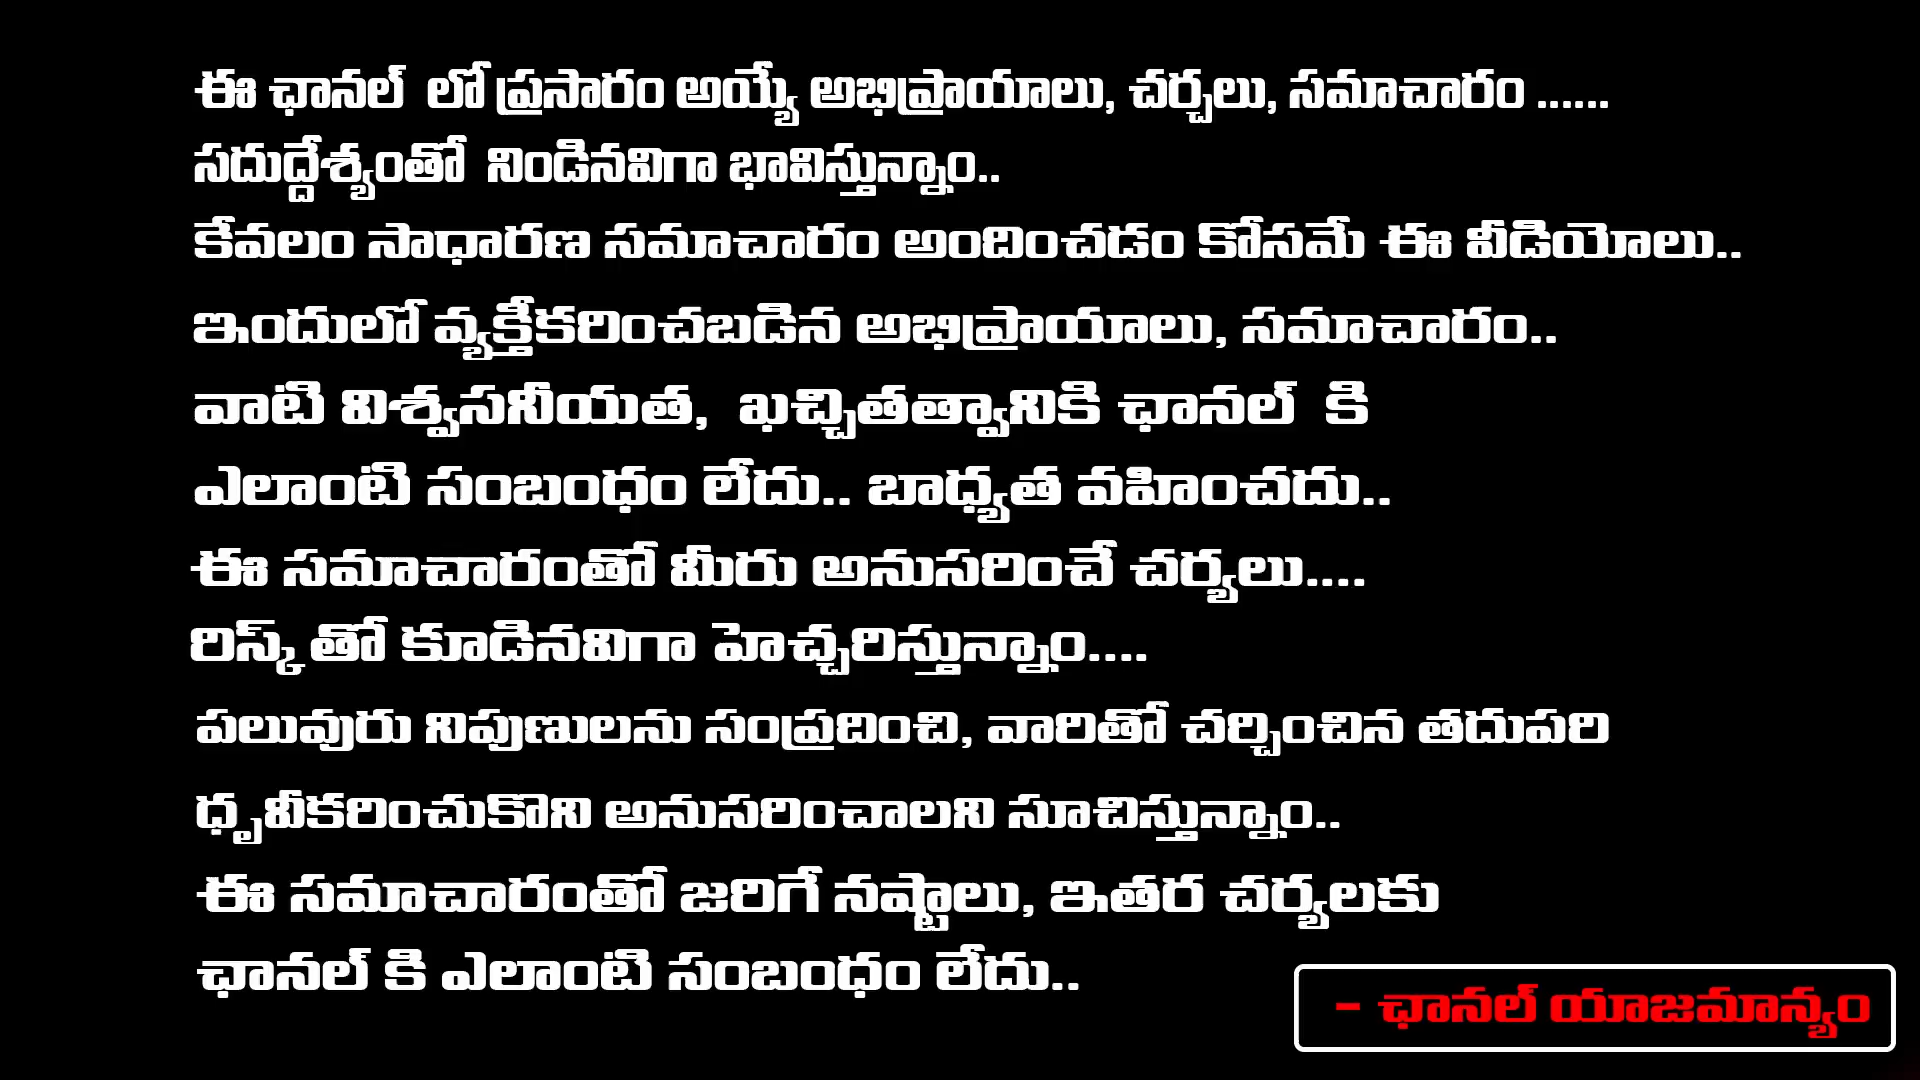 ఈ ఛానల్ లో ప్రసారం అయ్యే అభిప్రాయాలు, చర్చలు, సమాచారం ......
సదుద్దేశ్యంతో నిండినవిగా భావిస్తున్నాం..
కేవలం సాధారణ సమాచారం అందించడం కోసమే ఈ వీడియోలు..
ఇందులో వ్యక్తీకరించబడిన అభిప్రాయాలు, సమాచారం..
వాటి విశ్వసనీయత, ఖచ్చితత్వానికి ఛానల్ కి
ఎలాంటి సంబంధం లేదు.. బాధ్యత వహించదు..
ఈ సమాచారంతో మీరు అనుసరించే చర్యలు....
రిస్క్ తో కూడినవిగా హెచ్చరిస్తున్నాం....
పలువురు నిపుణులను సంప్రదించి, వారితో చర్చించిన తదుపరి
ధృవీకరించుకొని అనుసరించాలని సూచిస్తున్నాం..
ఈ సమాచారంతో జరిగే నష్టాలు, ఇతర చర్యలకు
ఛానల్ కి ఎలాంటి సంబంధం లేదు..
- ఛానల్ యాజమాన్యం